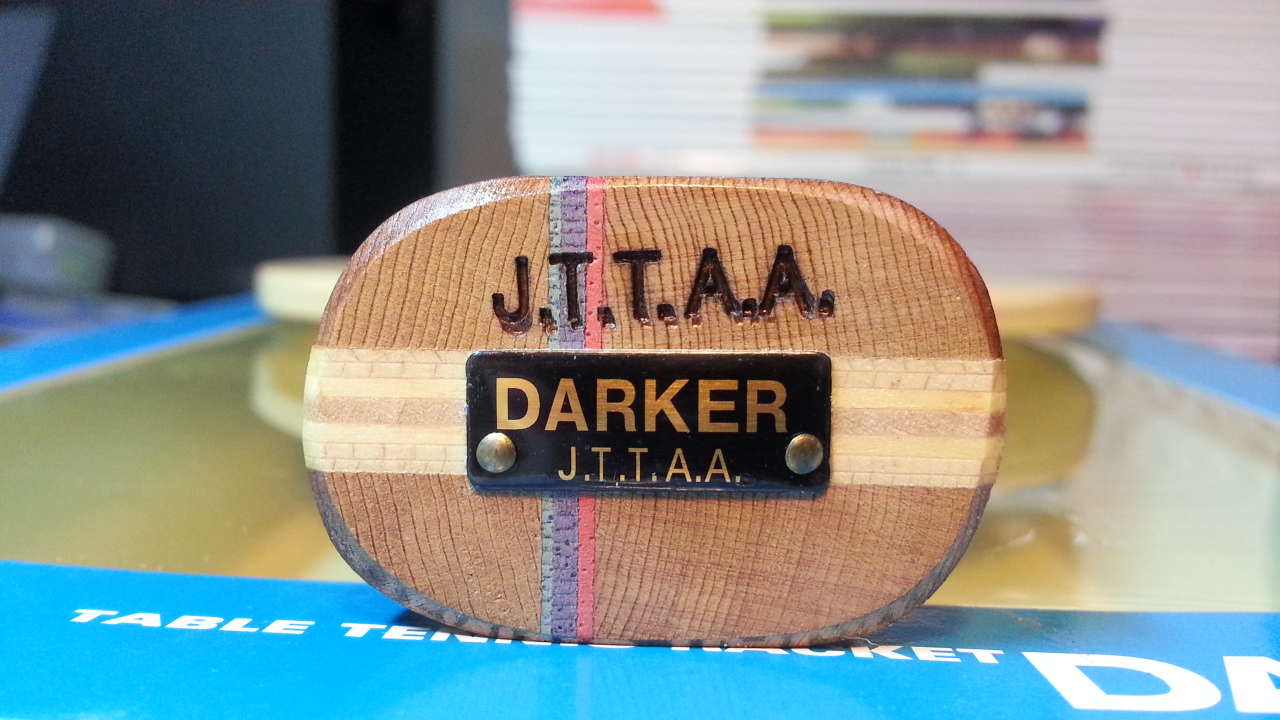 J.T.T.A.A.
DARKER
J.T.T.A.A.
TABLE TENNIS RACKET